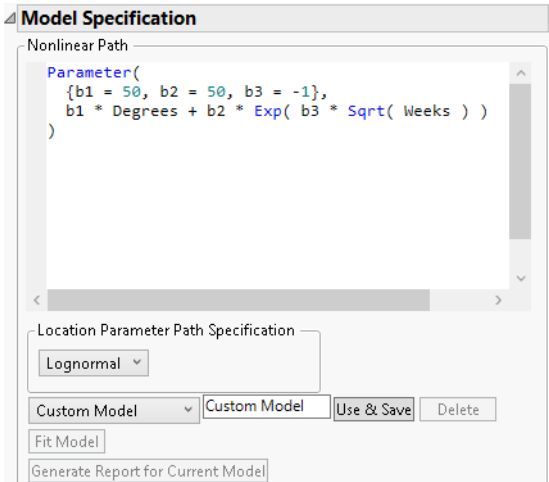 Model Specification
Nonlinear Path
Parameter(
{b1 = 50, b2 = 50, b3 = -1},
b1 * Degrees + b2 * Exp( b3 * Sqrt( Weeks ) )
)
Location Parameter Path Specification
Lognormal
Custom Model Custom Model Use & Save Delete
Fit Model
Generate Report for Current Model